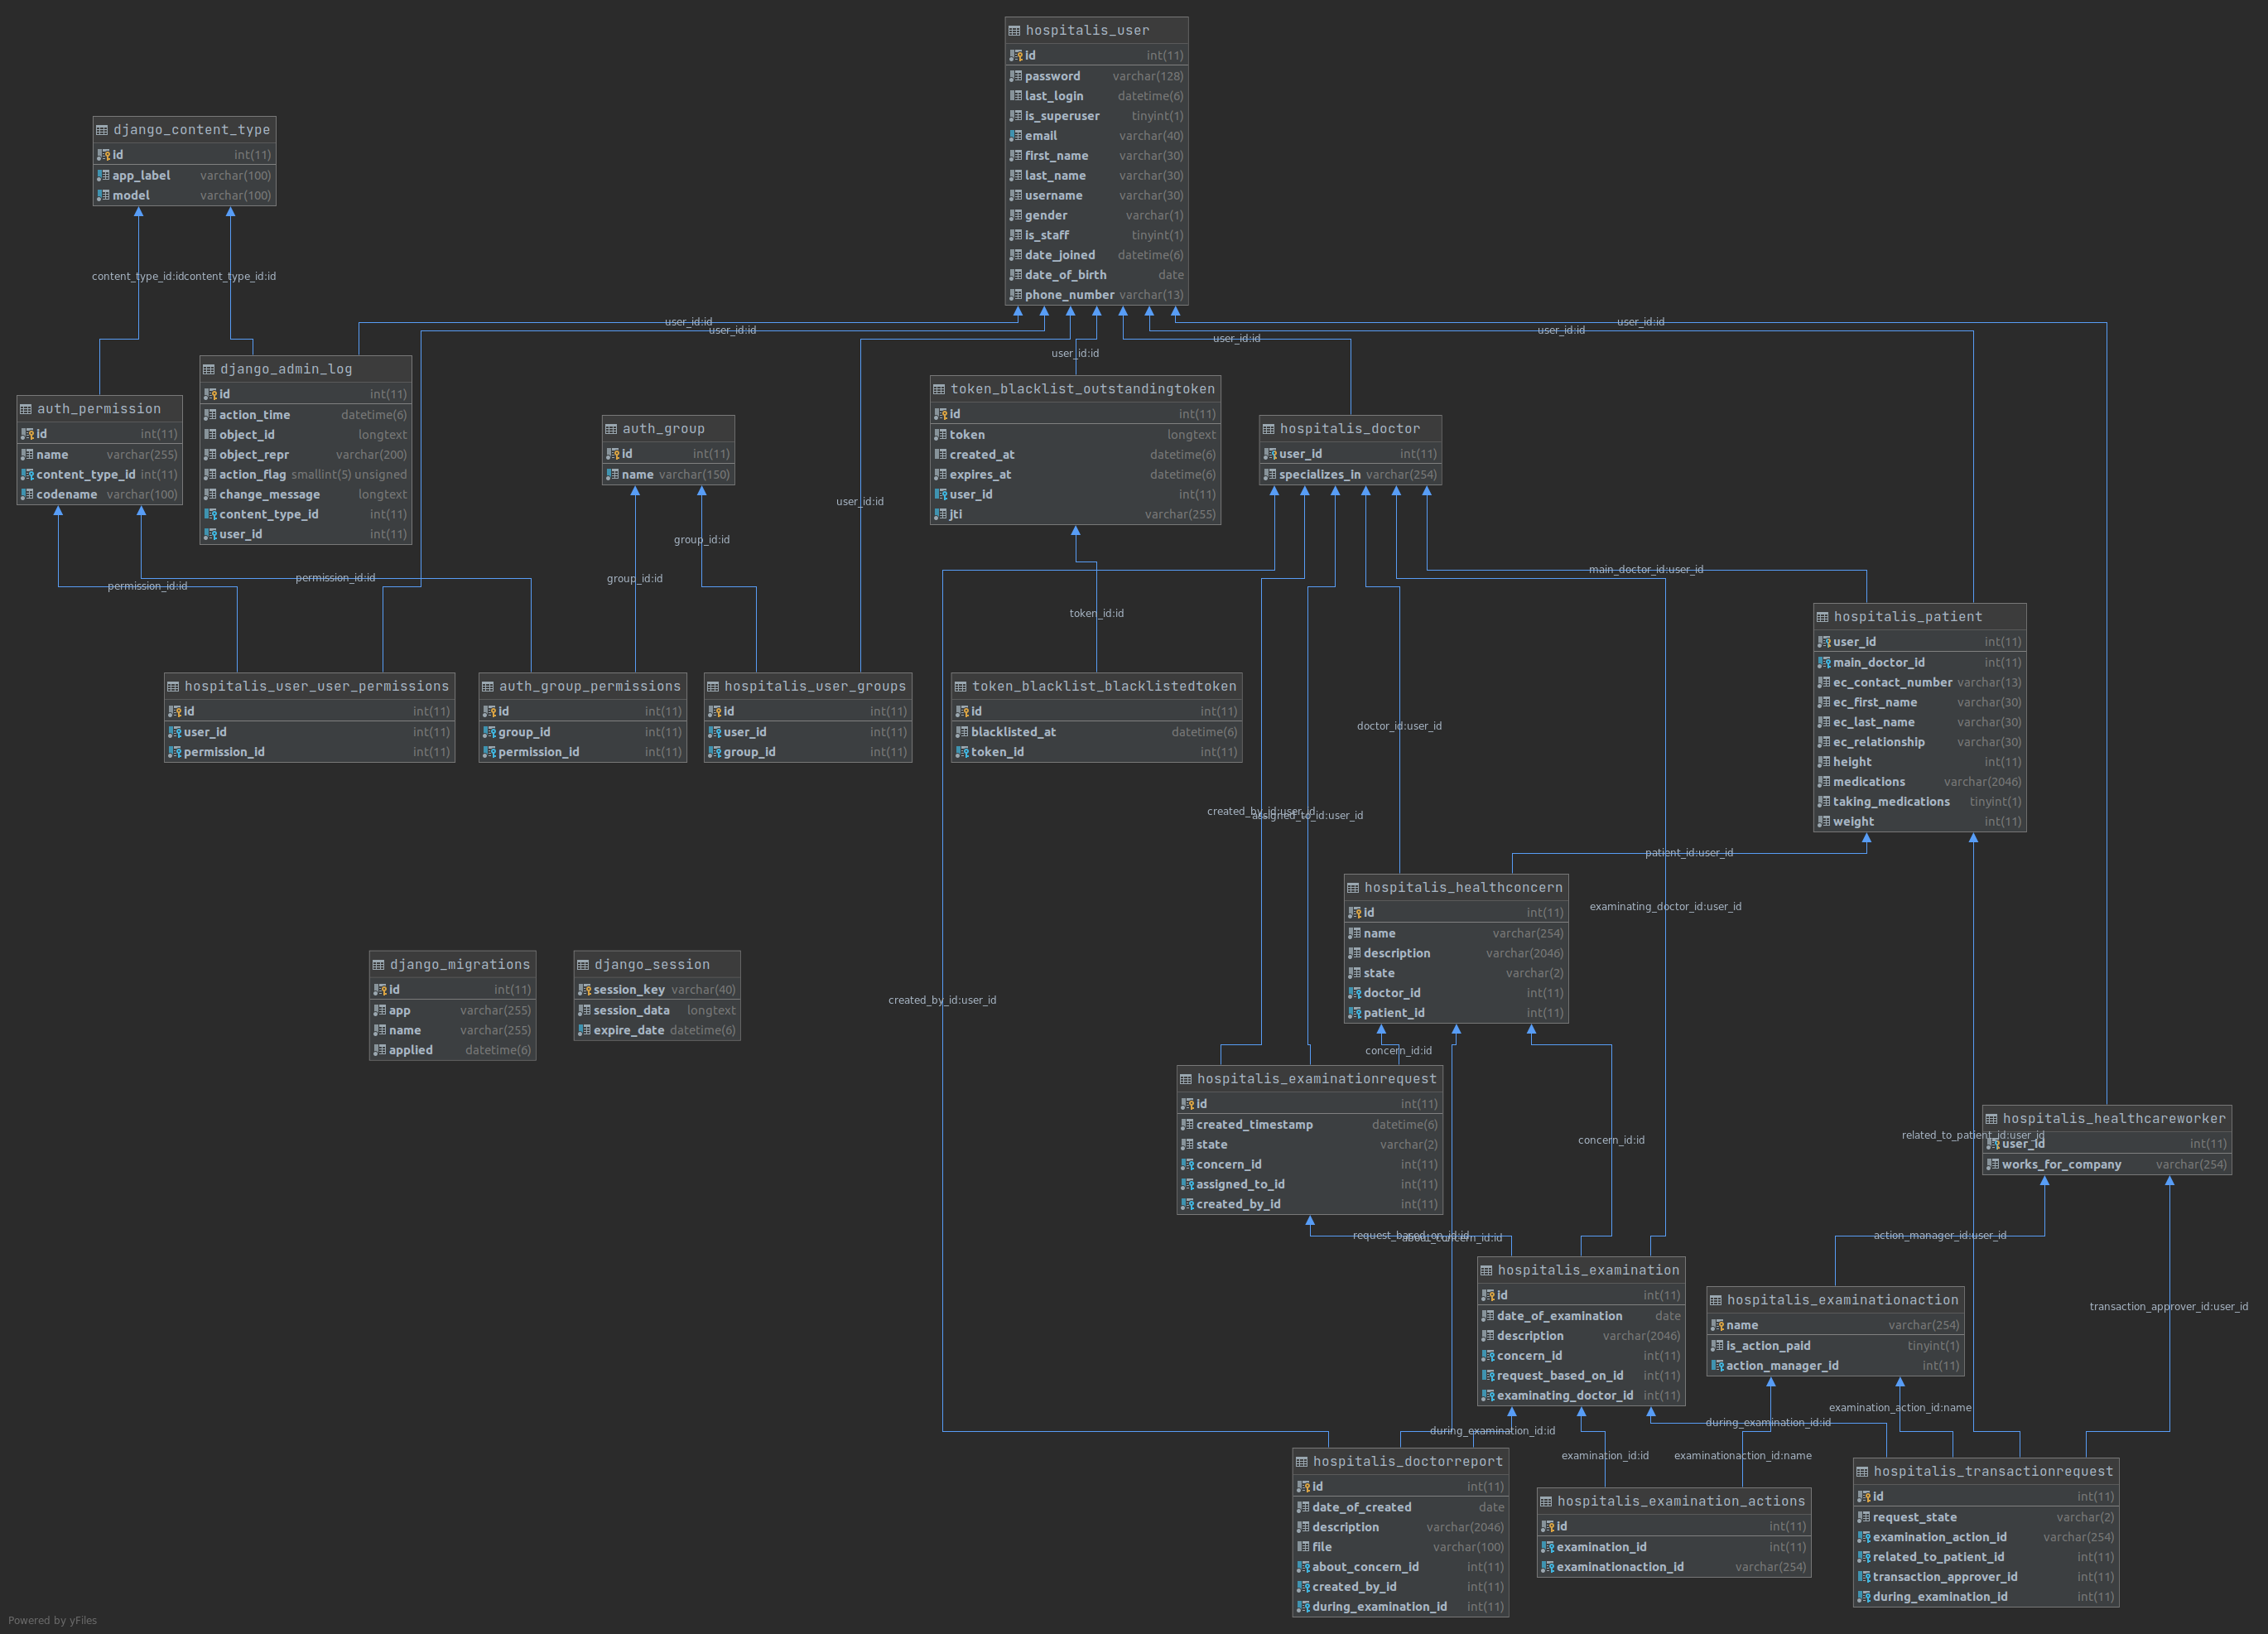 hospitalis_user
id int(11)
password varchar(128)
last_login datetime(6)
is_superuser tinyint(1)
email varchar(40)
first_name varchar(30)
last_name varchar(30)
username varchar(30)
gender varchar(1)
is_staff tinyint(1)
date_joined datetime(6)
date_of_birth date
phone_number varchar(13)
django_content_type
id int(11)
app_label varchar(100)
model varchar(100)
content_type_id:id
content_type_id:id
user_id:id
user_id:id
user_id:id
user_id:id
user_id:id
user_id:id
django_admin_log
id int(11)
action_time datetime(6)
object_id longtext
object_repr varchar(200)
action_flag smallint(5) unsigned
change_message longtext
content_type_id int(11)
user_id int(11)
auth_permission
id int(11)
name varchar(255)
content_type_id int(11)
codename varchar(100)
auth_group
id int(11)
name varchar(150)
token_blacklist_outstandingtoken
id int(11)
token longtext
created_at datetime(6)
expires_at datetime(6)
user_id int(11)
jti varchar(255)
hospitalis_doctor
user_id int(11)
specializes_in varchar(254)
user_id:id
group_id:id
permission_id:id
permission_id:id
group_id:id
token_id:id
main_doctor_id:user_id
hospitalis_patient
user_id int(11)
main_doctor_id int(11)
ec_contact_number varchar(13)
ec_first_name varchar(30)
ec_last_name varchar(30)
ec_relationship varchar(30)
height int(11)
medications varchar(2046)
taking_medications tinyint(1)
weight int(11)
hospitalis_user_user_permissions
id int(11)
user_id int(11)
permission_id int(11)
auth_group_permissions
id int(11)
group_id int(11)
permission_id int(11)
hospitalis_user_groups
id int(11)
user_id int(11)
group_id int(11)
token_blacklist_blacklistedtoken
id int(11)
blacklisted_at datetime(6)
token_id int(11)
doctor_id:user_id
created_by_id:user_id
assigned_to_id:user_id
patient_id:user_id
hospitalis_healthconcern
id int(11)
name varchar(254)
description varchar(2046)
state varchar(2)
doctor_id int(11)
patient_id int(11)
examinating_doctor_id:user_id
django_migrations
id int(11)
app varchar(255)
name varchar(255)
applied datetime(6)
django_session
session_key varchar(40)
session_data longtext
expire_date datetime(6)
created_by_id:user_id
concern_id:id
hospitalis_examinationrequest
id int(11)
created_timestamp datetime(6)
state varchar(2)
concern_id int(11)
assigned_to_id int(11)
created_by_id int(11)
concern_id:id
related_to_patient_id:user_id
hospitalis_healthcareworker
user_id int(11)
works_for_company varchar(254)
request_based_on_id:id
about_concern_id:id
action_manager_id:user_id
hospitalis_examination
id int(11)
date_of_examination date
description varchar(2046)
concern_id int(11)
request_based_on_id int(11)
examinating_doctor_id int(11)
hospitalis_examinationaction
name varchar(254)
is_action_paid tinyint(1)
action_manager_id int(11)
transaction_approver_id:user_id
examination_action_id:name
during_examination_id:id
during_examination_id:id
examination_id:id
examinationaction_id:name
hospitalis_doctorreport
id int(11)
date_of_created date
description varchar(2046)
file varchar(100)
about_concern_id int(11)
created_by_id int(11)
during_examination_id int(11)
hospitalis_examination_actions
id int(11)
examination_id int(11)
examinationaction_id varchar(254)
hospitalis_transactionrequest
id int(11)
request_state varchar(2)
examination_action_id varchar(254)
related_to_patient_id int(11)
transaction_approver_id int(11)
during_examination_id int(11)
Powered by yFiles